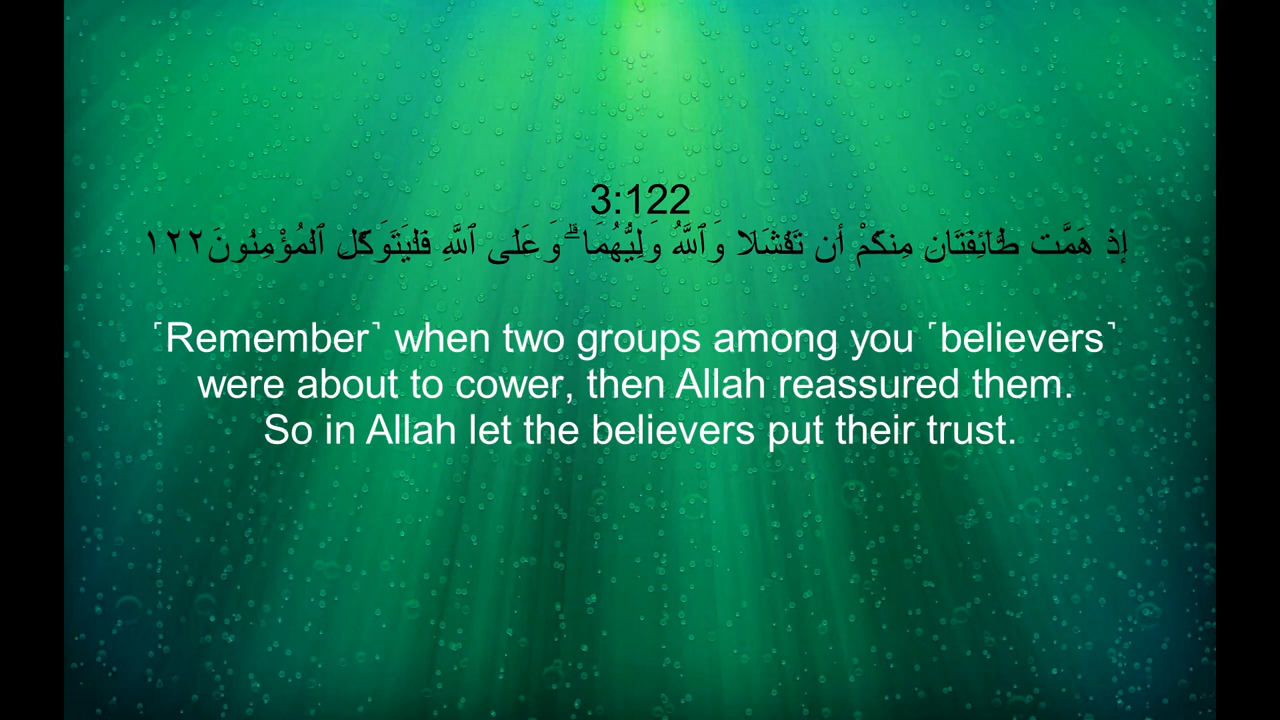 3:122
إِذْ هَمَّت طَّآئِفَتَانِ مِنكُمْ أَن تَفْشَلَا وَٱللَّهُ وَلِيُّهُمَا ۗ وَعَلَى ٱللَّهِ فَلْيَتَوَكَّلِ ٱلْمُؤْمِنُونَ ١٢٢
˹Remember˺ when two groups among you ˹believers˺
were about to cower, then Allah reassured them.
So in Allah let the believers put their trust.